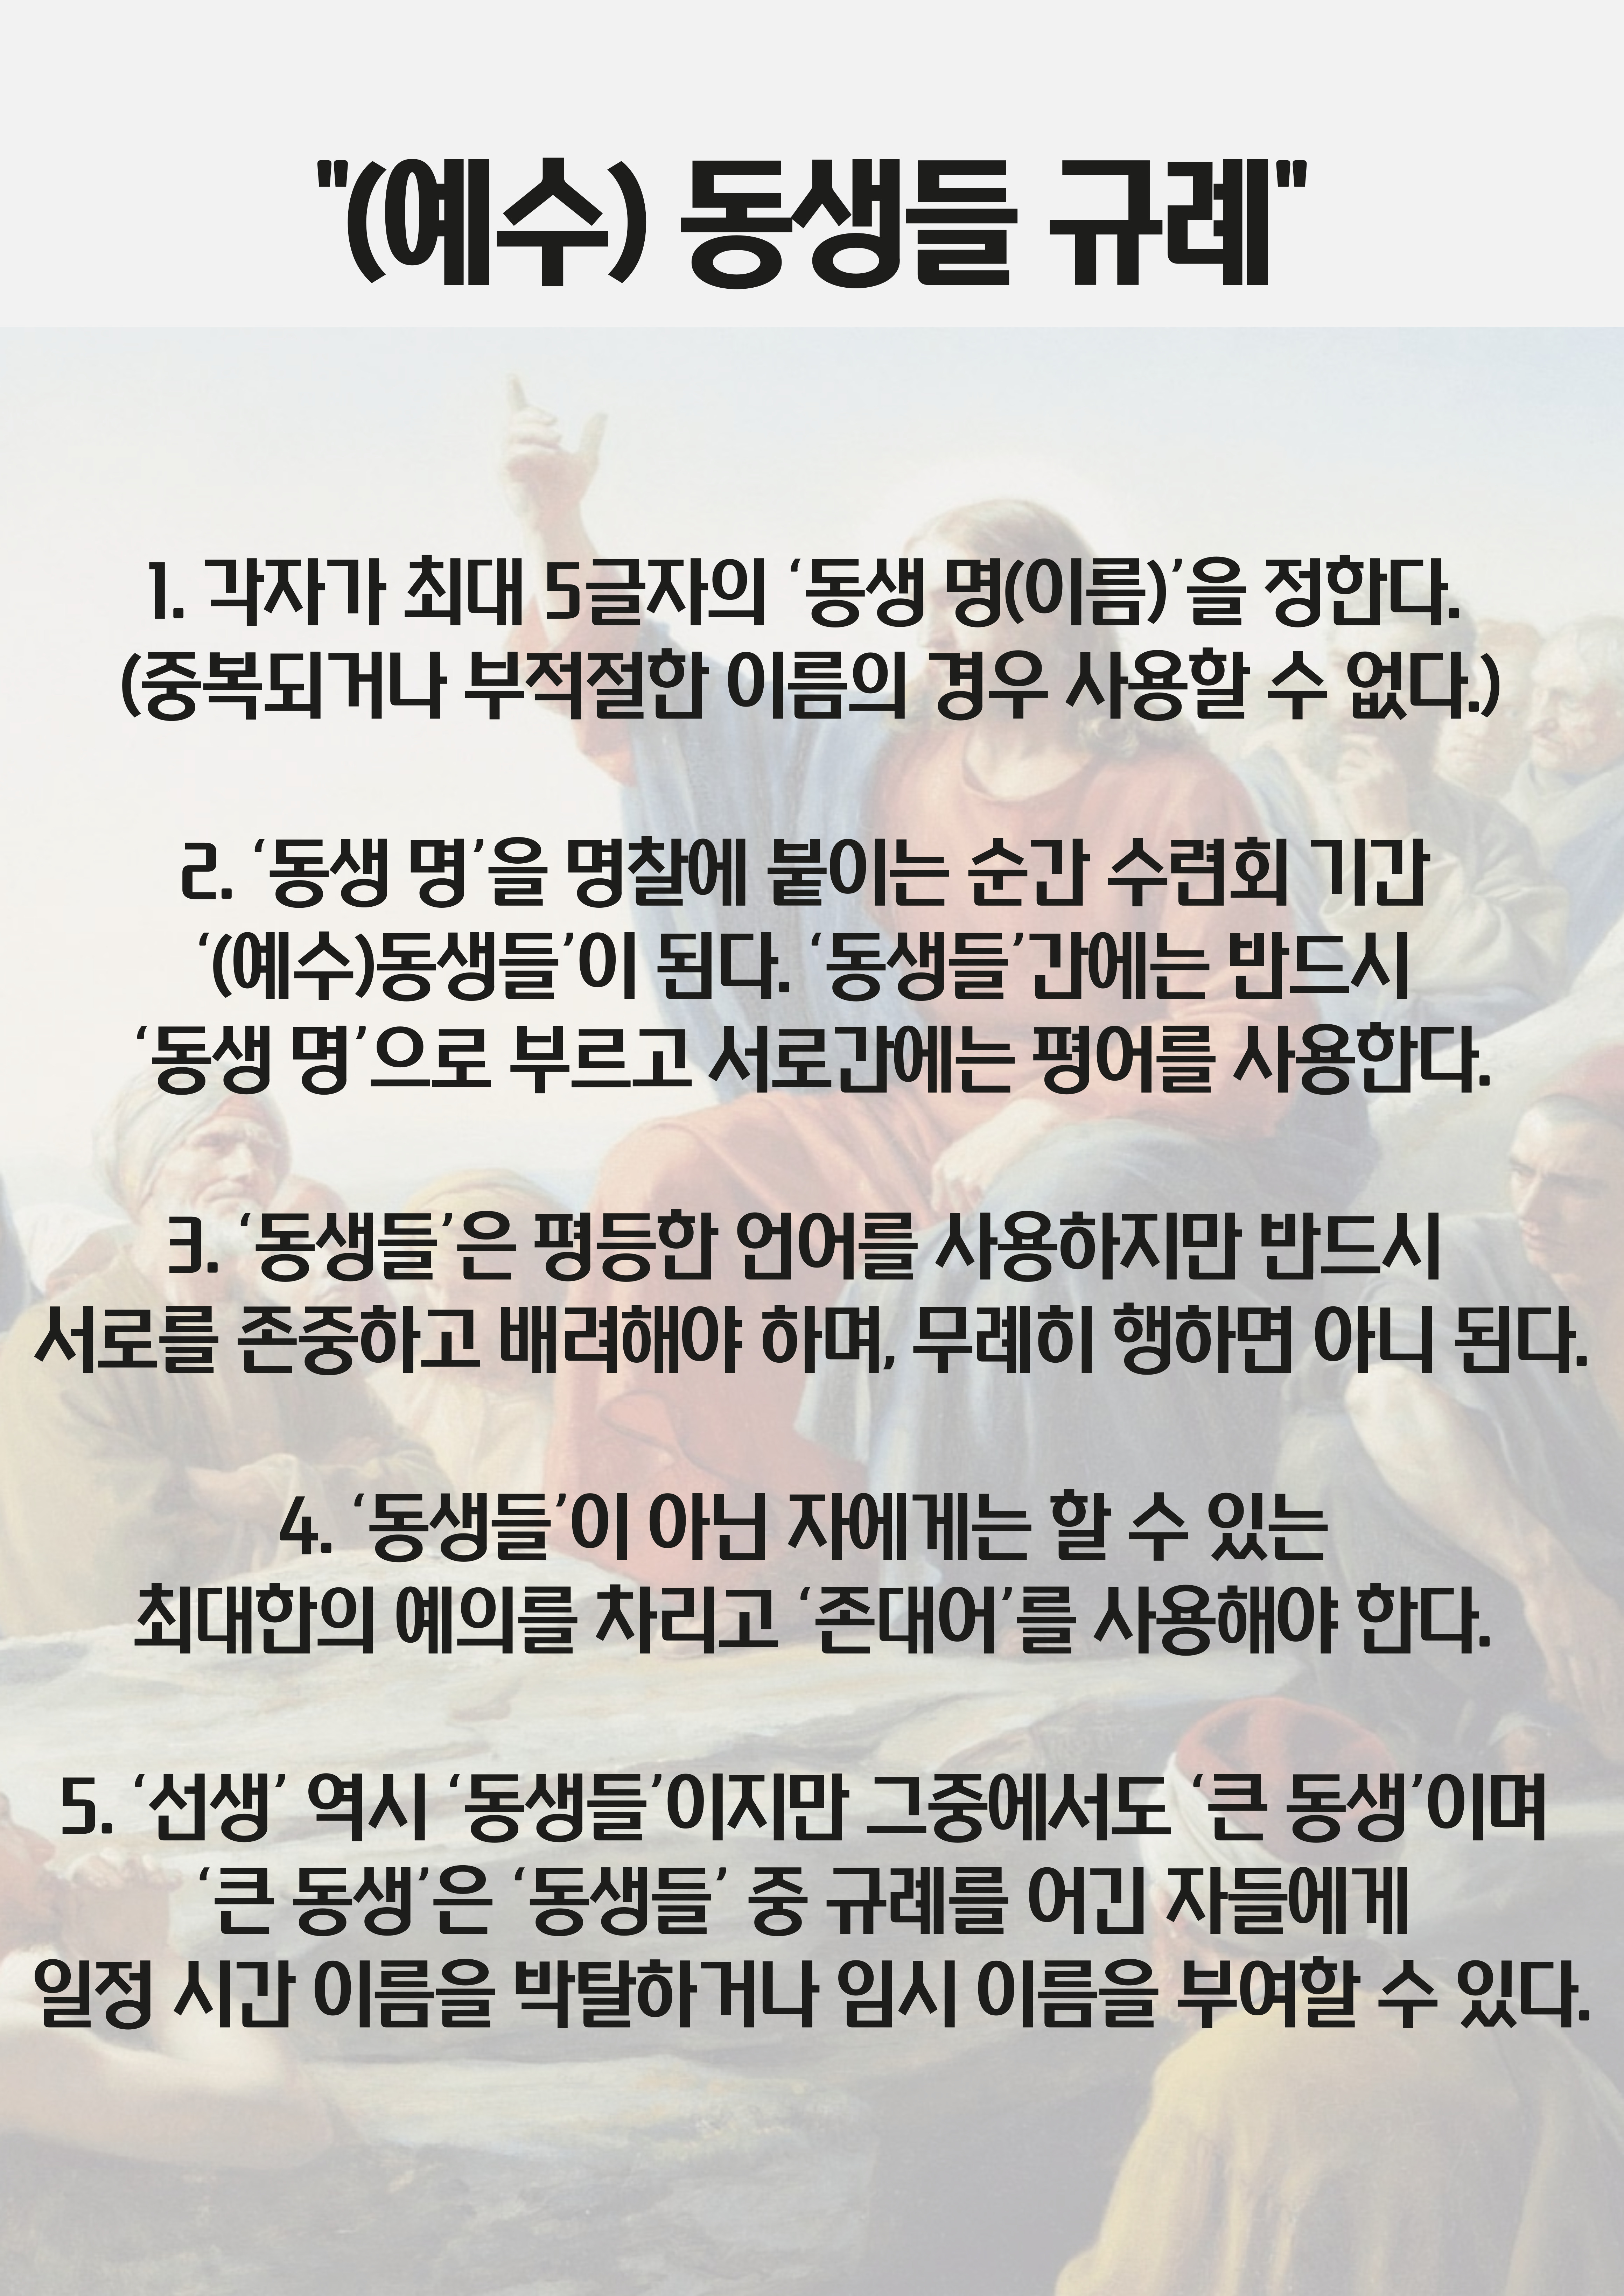 "(예수) 동생들 규례"
1. 각자가 최대 5글자의 ‘동생 명(이름)’을 정한다.
(중복되거나 부적절한 이름의 경우 사용할 수 없다.)
2. ‘동생 명’을 명찰에 붙이는 순간 수련회 기간
‘(예수)동생들’이 된다. ‘동생들’간에는 반드시
‘동생 명’으로 부르고 서로간에는 평어를 사용한다.
3. ‘동생들’은 평등한 언어를 사용하지만 반드시
서로를 존중하고 배려해야 하며, 무례히 행하면 아니 된다.
4. ‘동생들’이 아닌 자에게는 할 수 있는
최대한의 예의를 차리고 ‘존대어’를 사용해야 한다.
5. ‘선생’ 역시 ‘동생들’이지만 그중에서도 ‘큰 동생’이며
‘큰 동생’은 ‘동생들’ 중 규례를 어긴 자들에게
일정 시간 이름을 박탈하거나 임시 이름을 부여할 수 있다.